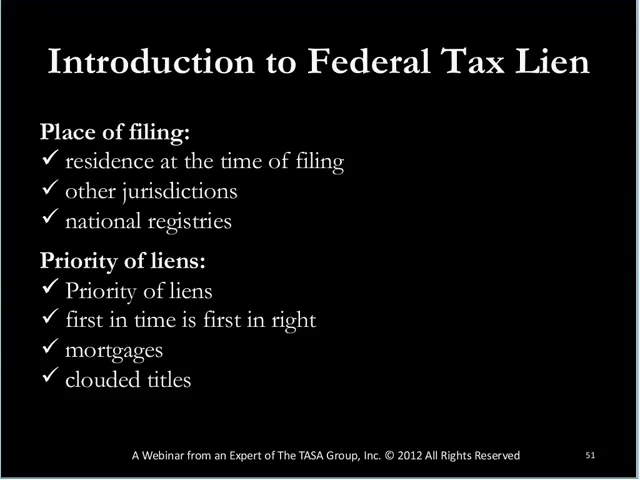 Introduction to Federal Tax Lien
Place of filing:
✓ residence at the time of filing
✓ other jurisdictions
✓ national registries
Priority of liens:
✓ Priority of liens
✓ first in time is first in right
✓ mortgages
✓ clouded titles
A Webinar from an Expert of The TASA Group, Inc. © 2012 All Rights Reserved
51